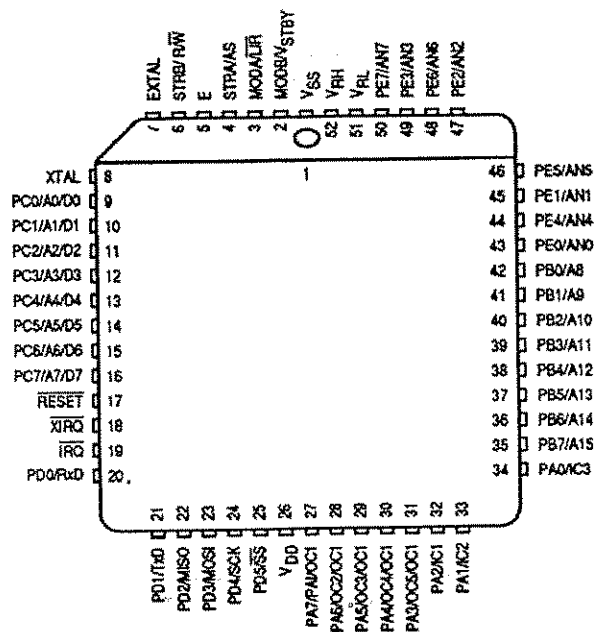 EXTAL
STRB/R/W
E
STRA/AS
MODA/LIR
MODB/VSTBY
VSS
VRH
VRL
PE7/AN7
PE3/AN3
PE6/AN6
PE2/AN2
7 6 5 4 3 2 52 51 50 49 48 47
1
XTAL 8
PC0/A0/D0 9
PC1/A1/D1 10
PC2/A2/D2 11
PC3/A3/D3 12
PC4/A4/D4 13
PC5/A5/D5 14
PC6/A6/D6 15
PC7/A7/D7 16
RESET 17
XIRQ 18
IRQ 19
PD0/RxD 20
46 PE5/AN5
45 PE1/AN1
44 PE4/AN4
43 PE0/AN0
42 PB0/A8
41 PB1/A9
40 PB2/A10
39 PB3/A11
38 PB4/A12
37 PB5/A13
36 PB6/A14
35 PB7/A15
34 PA0/IC3
21 22 23 24 25 26 27 28 29 30 31 32 33
PD1/TxD
PD2/MISO
PD3/MOSI
PD4/SCK
PD5/SS
VDD
PA7/PAI/OC1
PA6/OC2/OC1
PA5/OC3/OC1
PA4/OC4/OC1
PA3/OC5/OC1
PA2/IC1
PA1/IC2